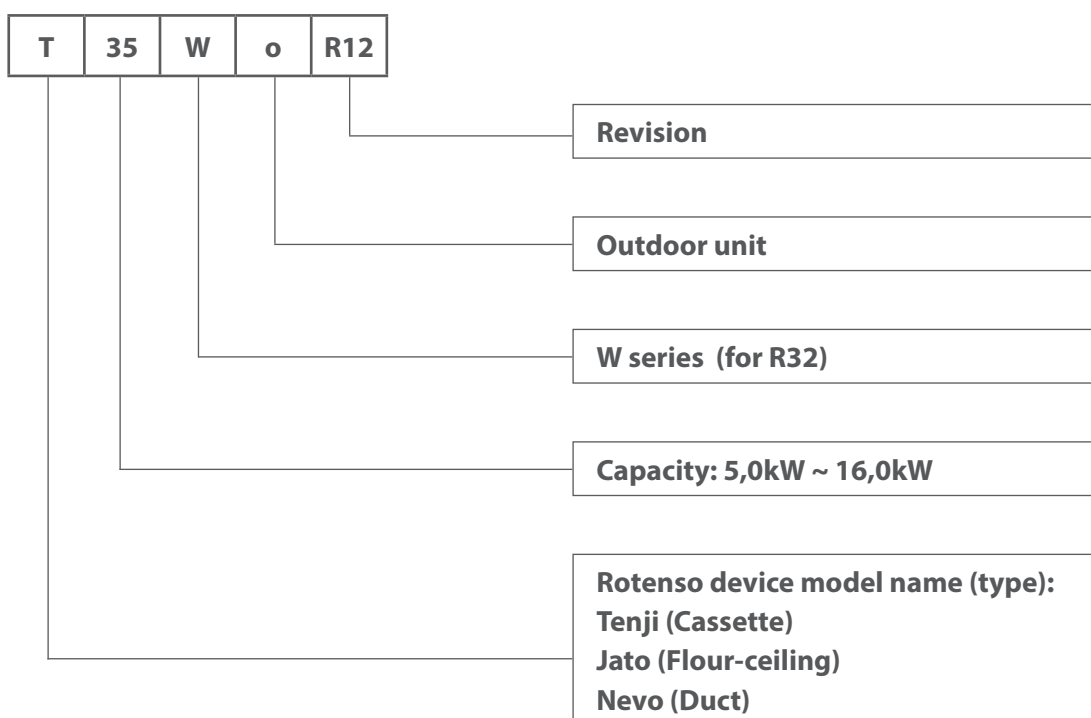 T 35 W o R12
Revision
Outdoor unit
W series (for R32)
Capacity: 5,0kW ~ 16,0kW
Rotenso device model name (type):
Tenji (Cassette)
Jato (Flour-ceiling)
Nevo (Duct)